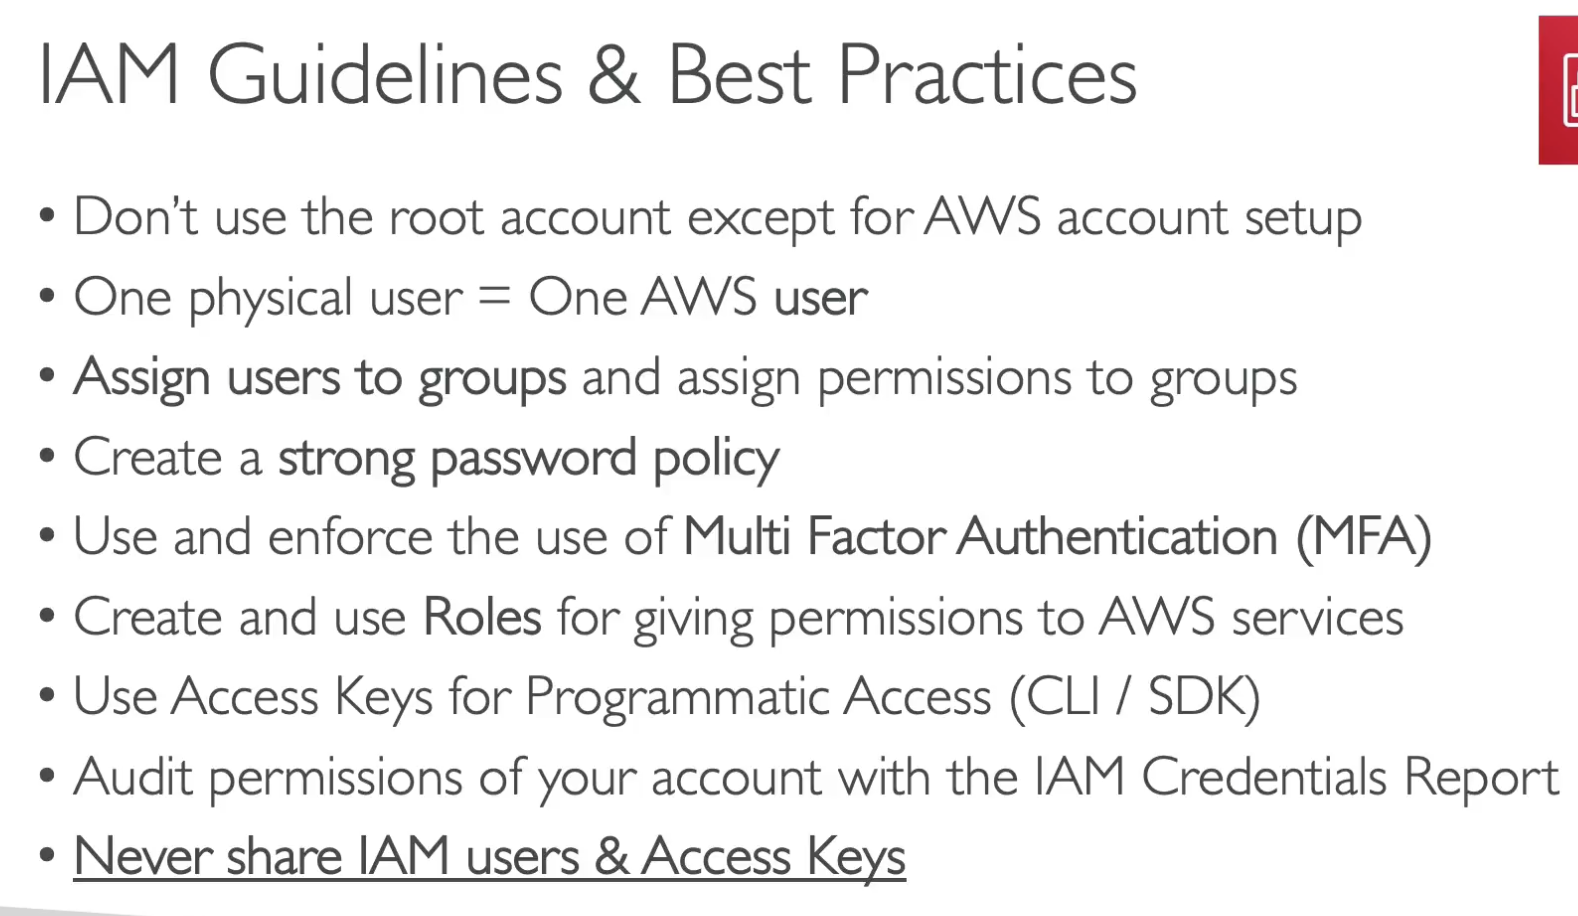 IAM Guidelines & Best Practices
• Don't use the root account except for AWS account setup
• One physical user = One AWS user
• Assign users to groups and assign permissions to groups
• Create a strong password policy
• Use and enforce the use of Multi Factor Authentication (MFA)
• Create and use Roles for giving permissions to AWS services
• Use Access Keys for Programmatic Access (CLI / SDK)
• Audit permissions of your account with the IAM Credentials Report
• Never share IAM users & Access Keys